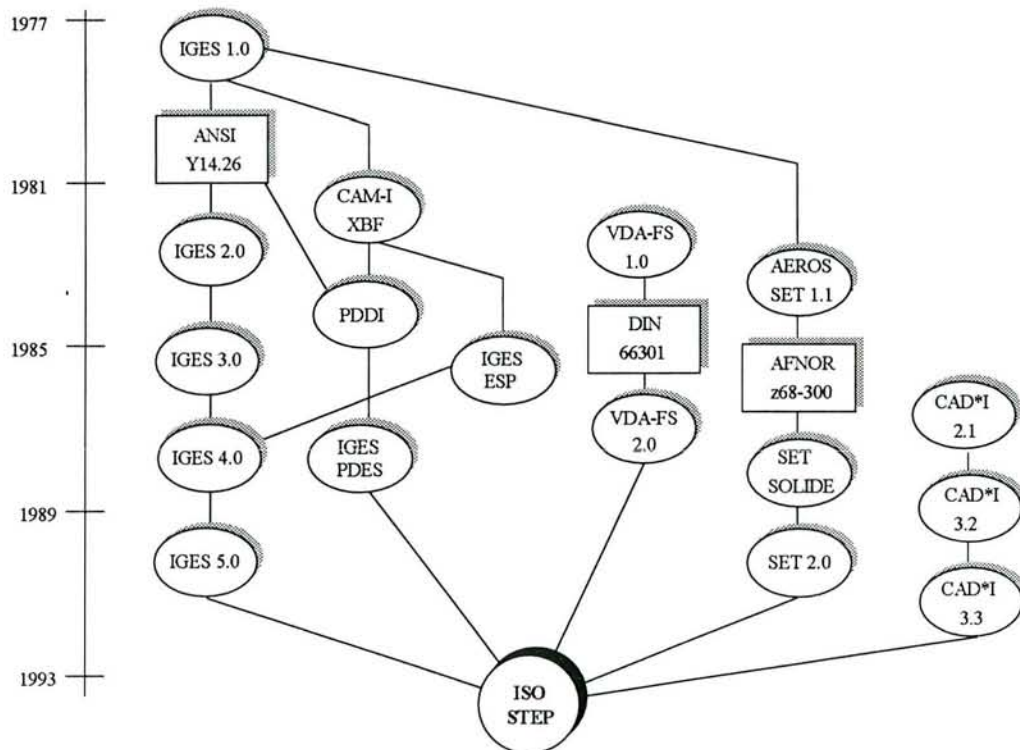 1977
IGES 1.0
ANSI
Y14.26
1981
CAM-I
XBF
IGES 2.0
VDA-FS
1.0
AEROS
SET 1.1
PDDI
DIN
66301
1985
IGES 3.0
IGES
ESP
AFNOR
z68-300
CAD*I
2.1
VDA-FS
2.0
IGES 4.0
IGES
PDES
SET
SOLIDE
1989
CAD*I
3.2
IGES 5.0
SET 2.0
CAD*I
3.3
1993
ISO
STEP